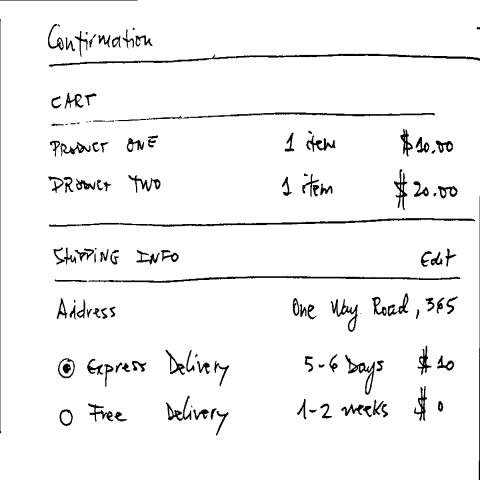 Confirmation
CART
PRODUCT ONE 1 item $10.00
PRODUCT TWO 1 item $20.00
SHIPPING INFO Edit
Address One Way Road, 365
Express Delivery 5-6 Days $10
Free Delivery 1-2 weeks $0